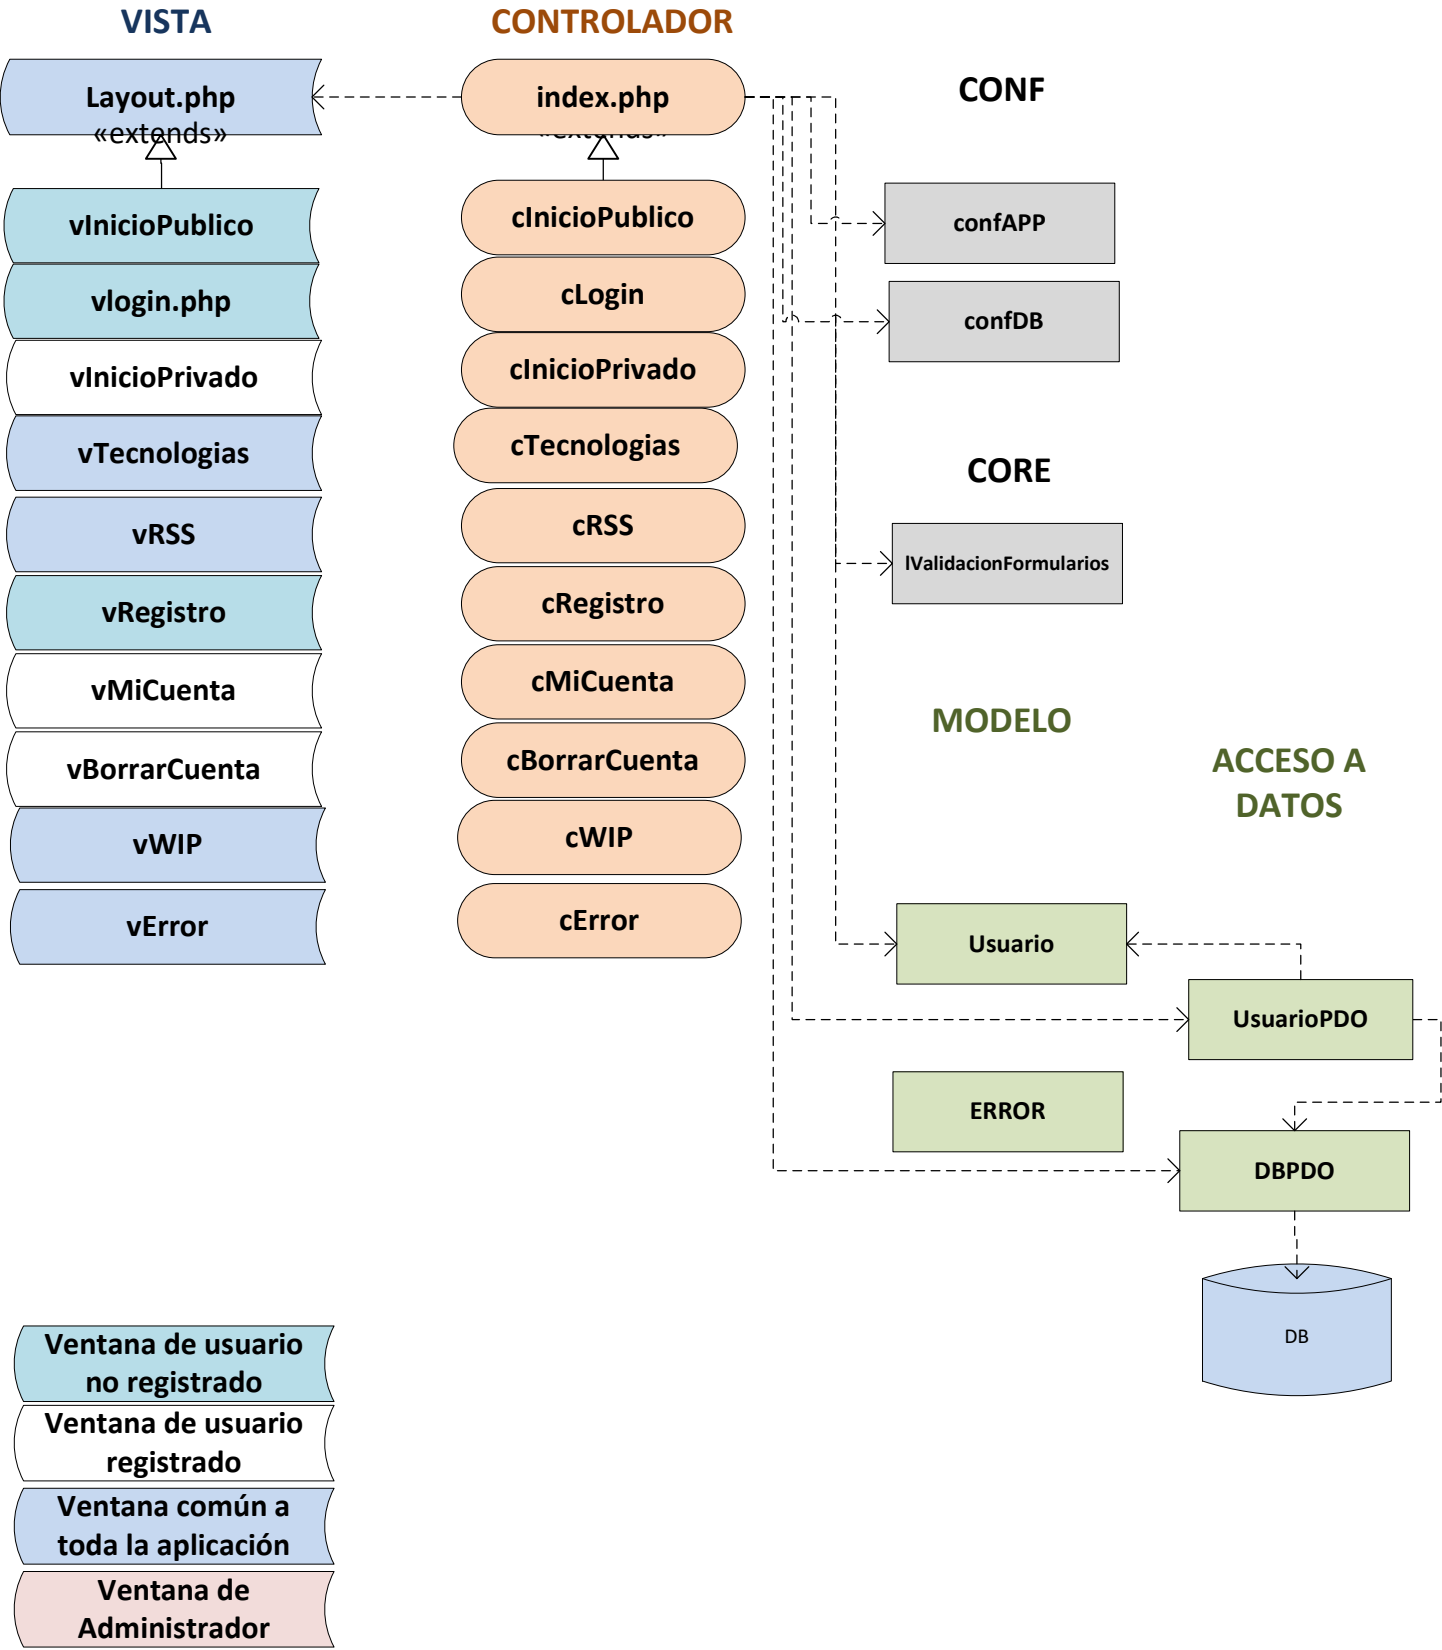 VISTA
CONTROLADOR
Layout.php
«extends»
index.php
«extends»
CONF
vInicioPublico
cInicioPublico
confAPP
vlogin.php
cLogin
confDB
vInicioPrivado
cInicioPrivado
vTecnologias
cTecnologias
CORE
vRSS
cRSS
lValidacionFormularios
vRegistro
cRegistro
vMiCuenta
cMiCuenta
MODELO
vBorrarCuenta
cBorrarCuenta
ACCESO A
DATOS
vWIP
cWIP
vError
cError
Usuario
UsuarioPDO
ERROR
DBPDO
DB
Ventana de usuario
no registrado
Ventana de usuario
registrado
Ventana común a
toda la aplicación
Ventana de
Administrador